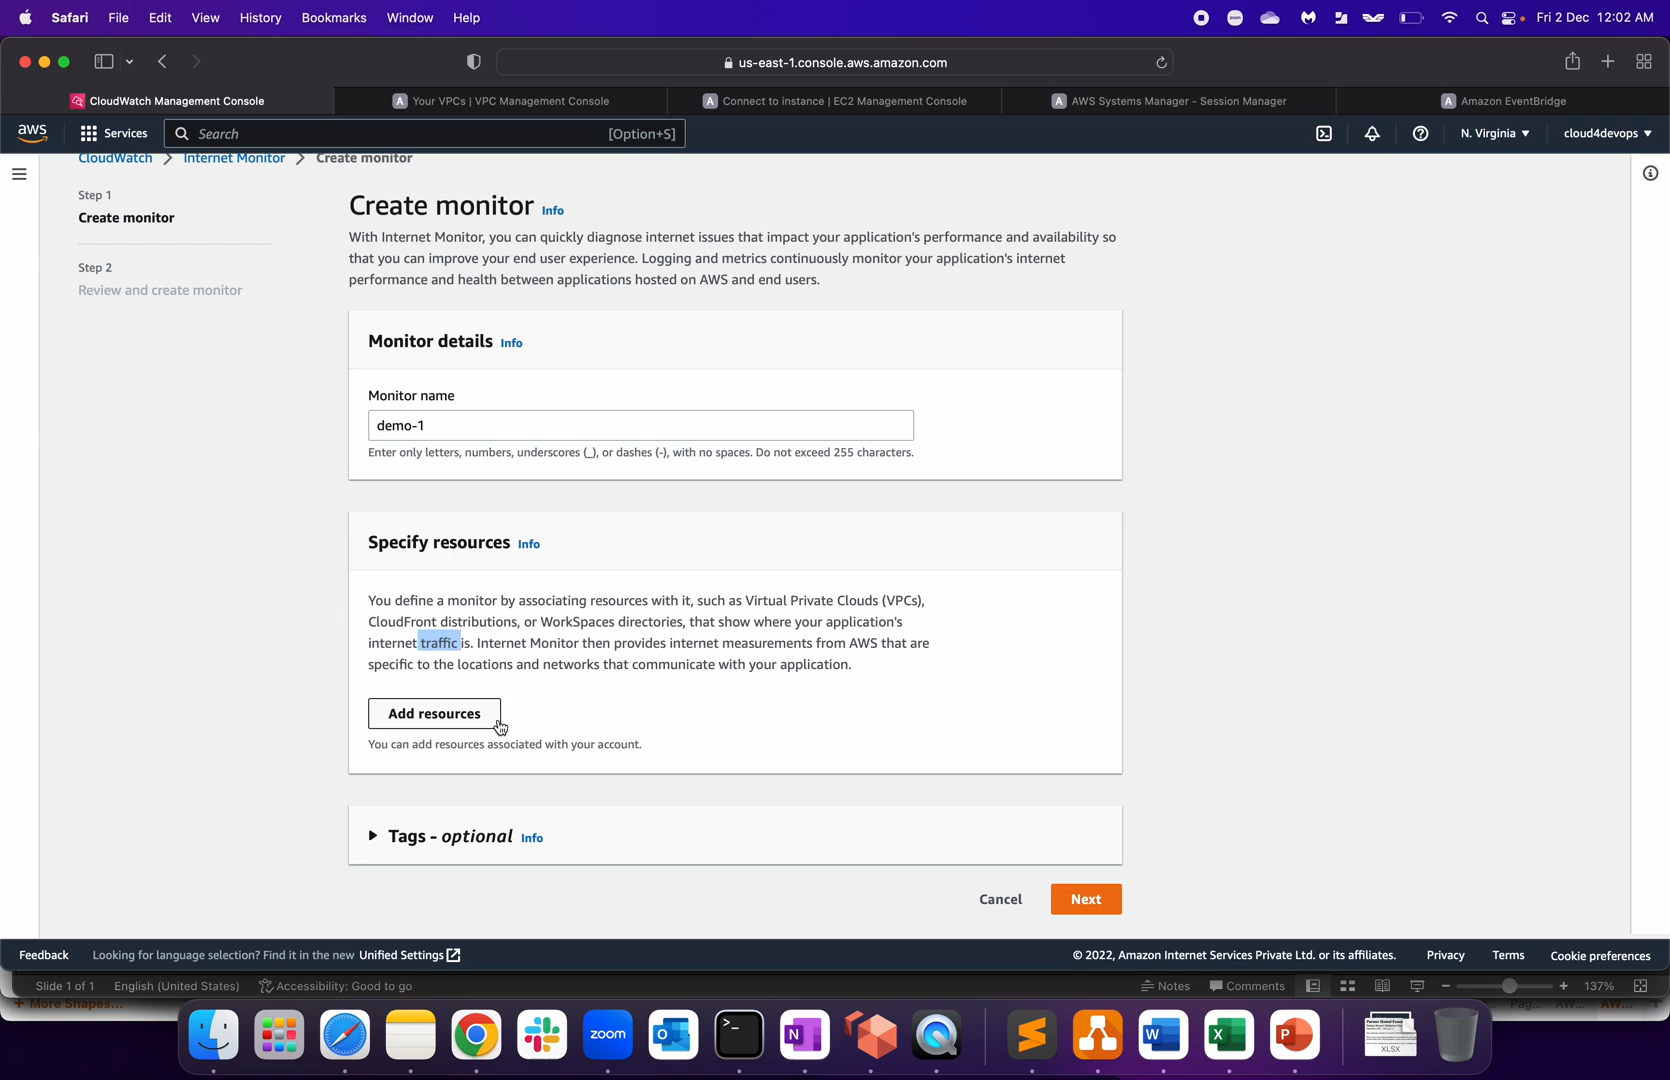 Safari File Edit View History Bookmarks Window Help
zoom
Fri 2 Dec 12:02 AM
us-east-1.console.aws.amazon.com
CloudWatch Management Console
A Your VPCs | VPC Management Console
A Connect to instance | EC2 Management Console
A AWS Systems Manager - Session Manager
A Amazon EventBridge
aws Services Search [Option+S] N. Virginia ▼ cloud4devops ▼
CloudWatch > Internet Monitor > Create monitor
Step 1
Create monitor
Step 2
Review and create monitor
Create monitor Info
With Internet Monitor, you can quickly diagnose internet issues that impact your application's performance and availability so
that you can improve your end user experience. Logging and metrics continuously monitor your application's internet
performance and health between applications hosted on AWS and end users.
Monitor details Info
Monitor name
demo-1
Enter only letters, numbers, underscores (_), or dashes (-), with no spaces. Do not exceed 255 characters.
Specify resources Info
You define a monitor by associating resources with it, such as Virtual Private Clouds (VPCs),
CloudFront distributions, or WorkSpaces directories, that show where your application's
internet traffic is. Internet Monitor then provides internet measurements from AWS that are
specific to the locations and networks that communicate with your application.
Add resources
You can add resources associated with your account.
Tags - optional Info
Cancel Next
Feedback Looking for language selection? Find it in the new Unified Settings © 2022, Amazon Internet Services Private Ltd. or its affiliates. Privacy Terms Cookie preferences
Slide 1 of 1 English (United States) Accessibility: Good to go Notes Comments 137%
+ More Shapes...
zoom
XLSX